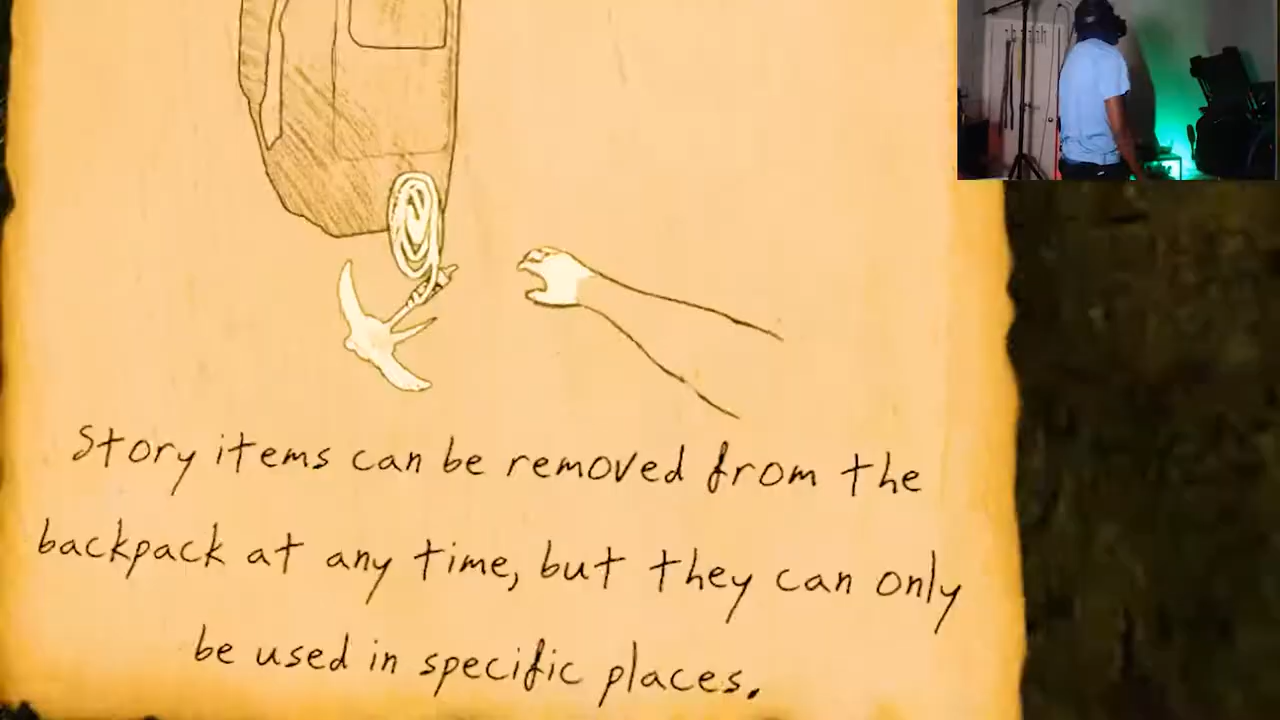 Story items can be removed from the
backpack at any time, but they can only
be used in specific places.